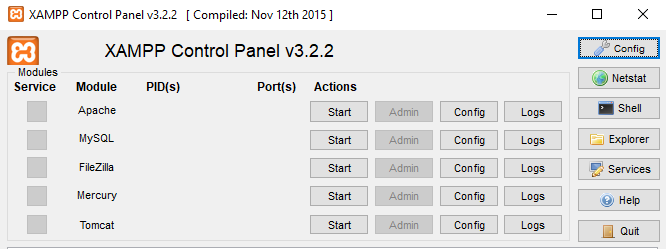 XAMPP Control Panel v3.2.2 [ Compiled: Nov 12th 2015 ]
XAMPP Control Panel v3.2.2
Config
Modules
Service Module PID(s) Port(s) Actions
Netstat
Apache Start Admin Config Logs
Shell
MySQL Start Admin Config Logs
Explorer
FileZilla Start Admin Config Logs
Services
Mercury Start Admin Config Logs
Help
Tomcat Start Admin Config Logs
Quit